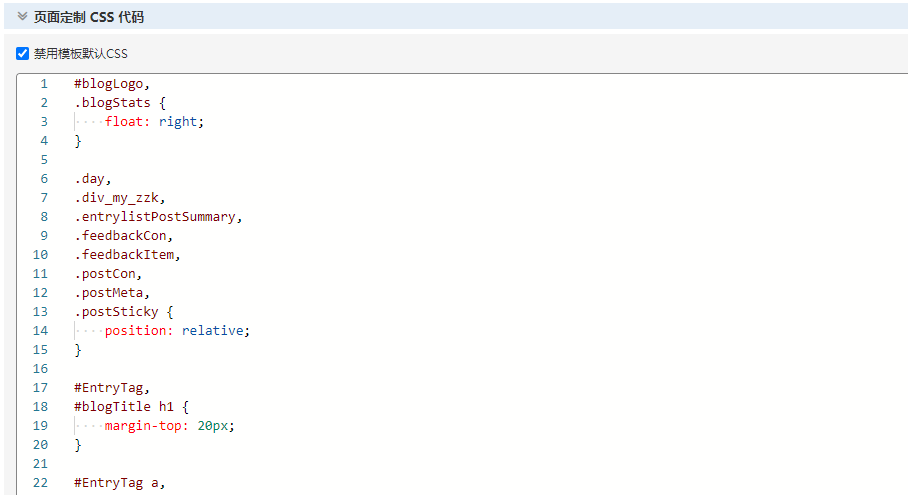 页面定制 CSS 代码
禁用模板默认CSS
1 #blogLogo,
2 .blogStats {
3 float: right;
4 }
5
6 .day,
7 .div_my_zzk,
8 .entrylistPostSummary,
9 .feedbackCon,
10 .feedbackItem,
11 .postCon,
12 .postMeta,
13 .postSticky {
14 position: relative;
15 }
16
17 #EntryTag,
18 #blogTitle h1 {
19 margin-top: 20px;
20 }
21
22 #EntryTag a,